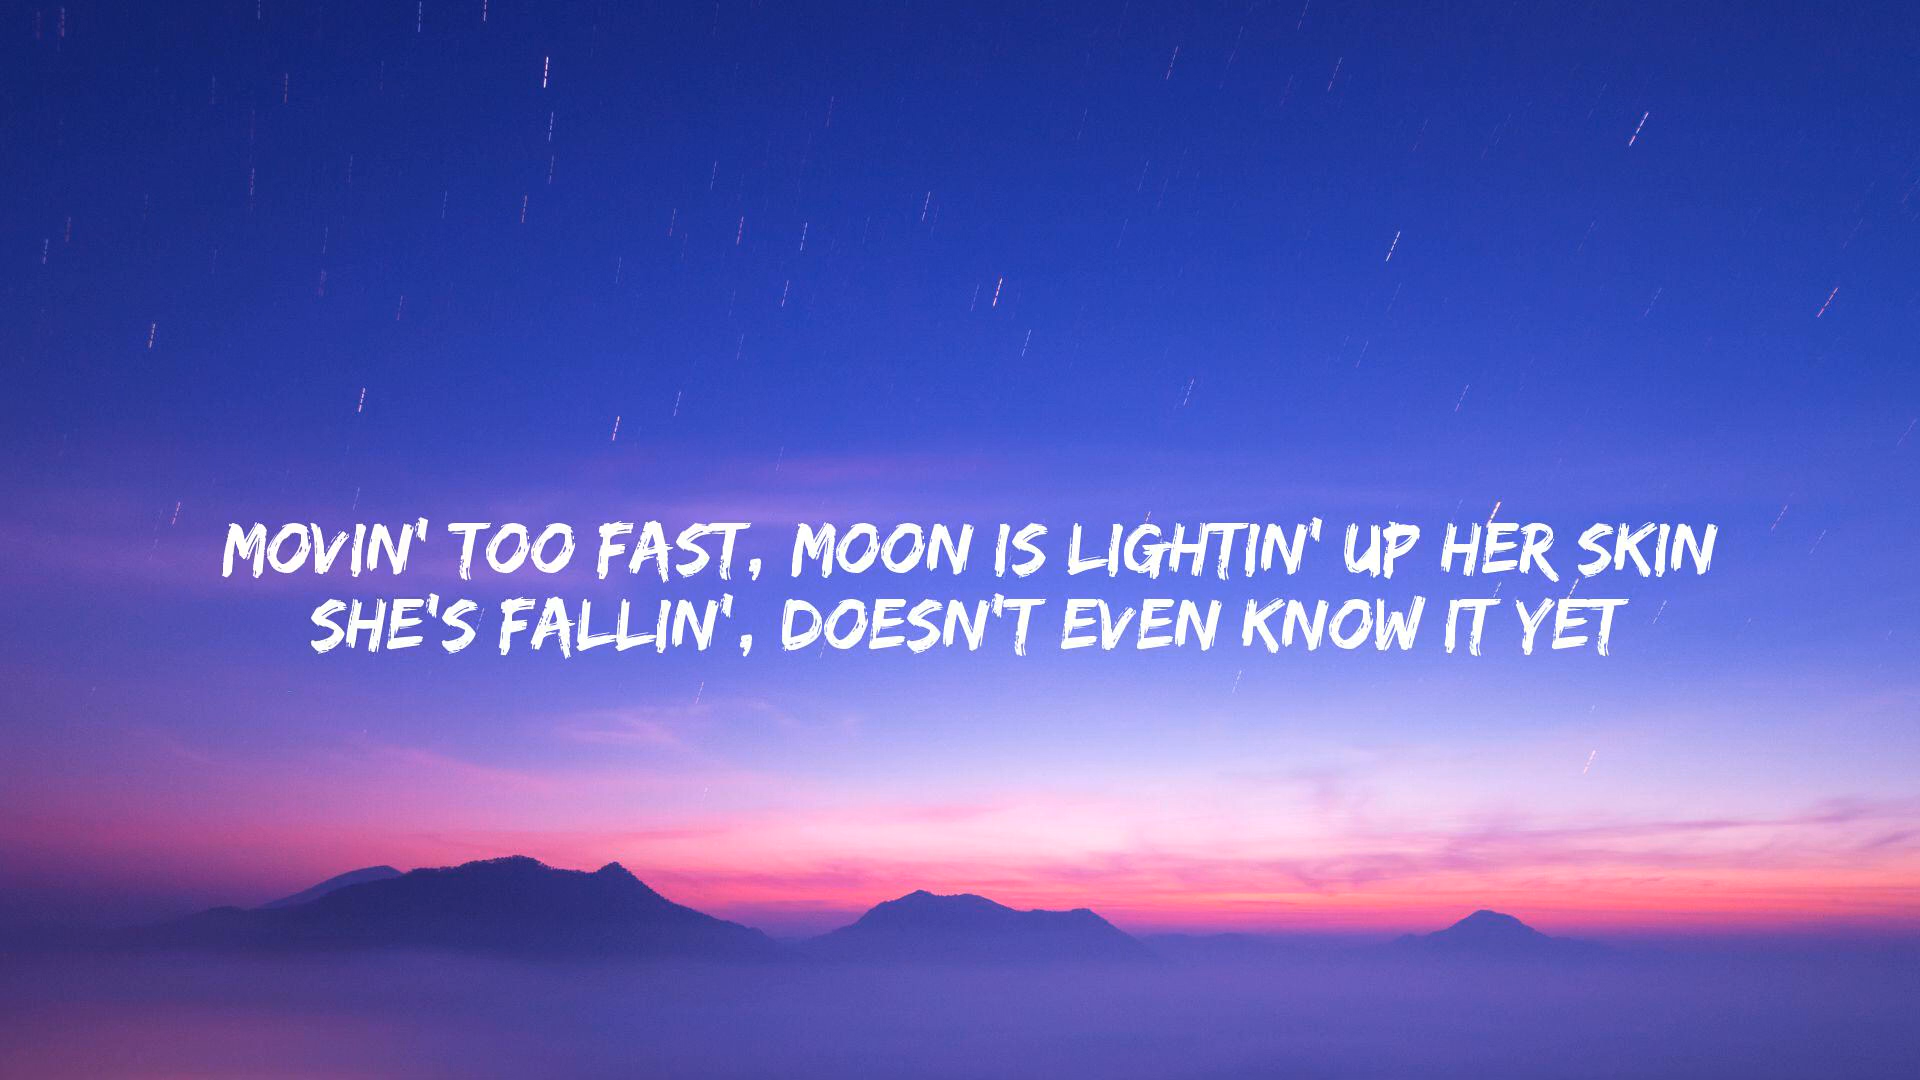 MOVIN' TOO FAST, MOON IS LIGHTIN' UP HER SKIN
SHE'S FALLIN', DOESN'T EVEN KNOW IT YET